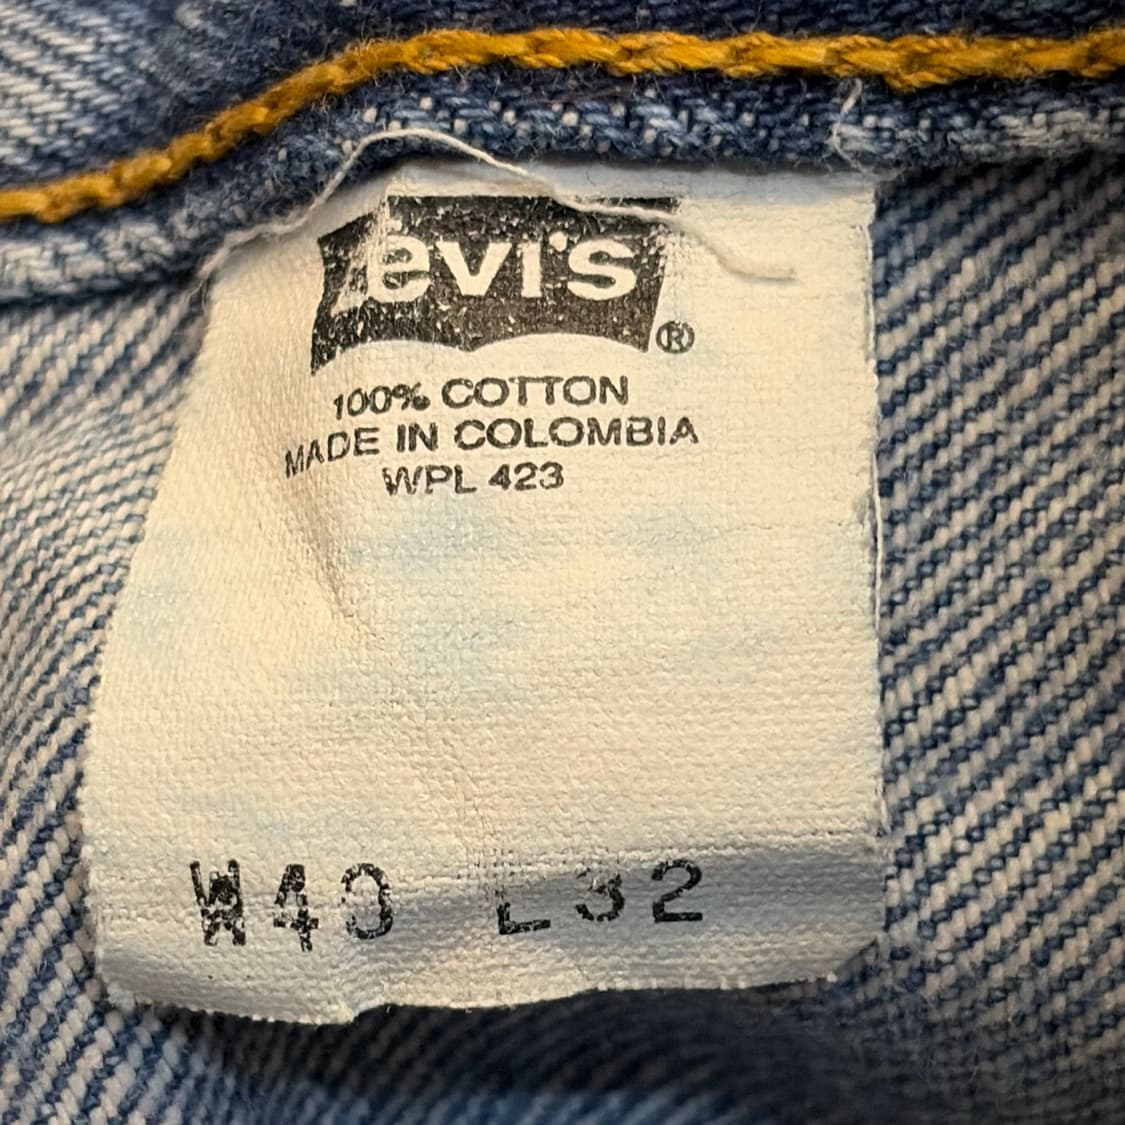 Levi's®
100% COTTON
MADE IN COLOMBIA
WPL 423
W40 L32